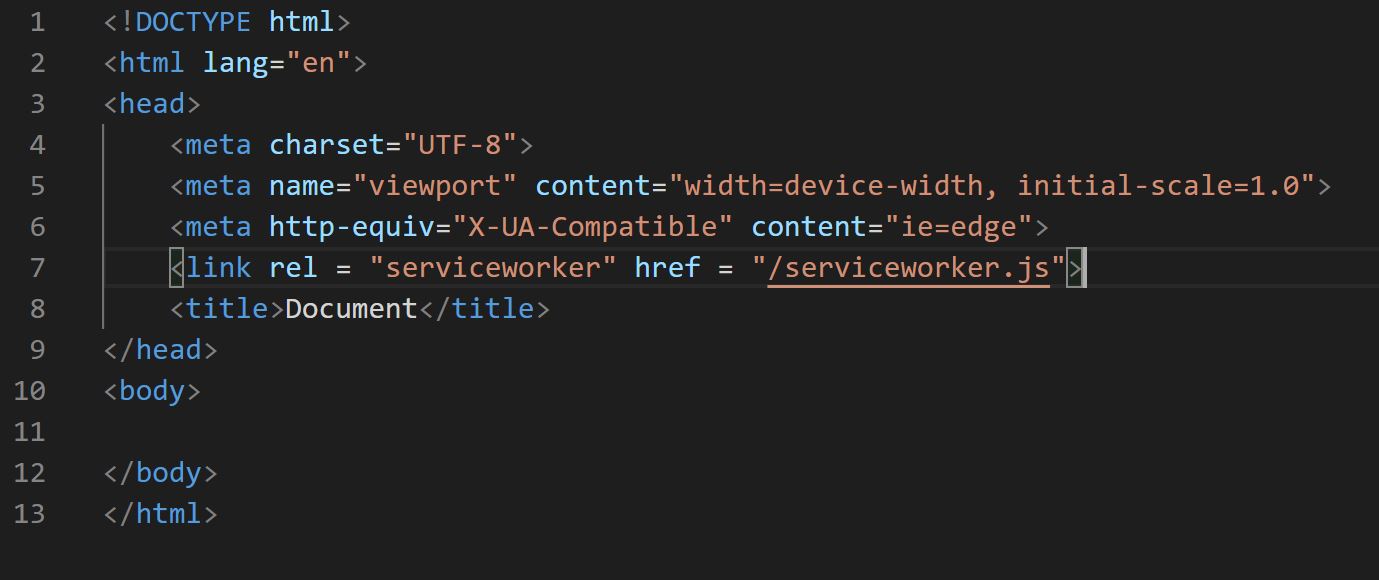 1 <!DOCTYPE html>
2 <html lang="en">
3 <head>
4     <meta charset="UTF-8">
5     <meta name="viewport" content="width=device-width, initial-scale=1.0">
6     <meta http-equiv="X-UA-Compatible" content="ie=edge">
7     <link rel = "serviceworker" href = "/serviceworker.js">
8     <title>Document</title>
9 </head>
10 <body>
11
12 </body>
13 </html>